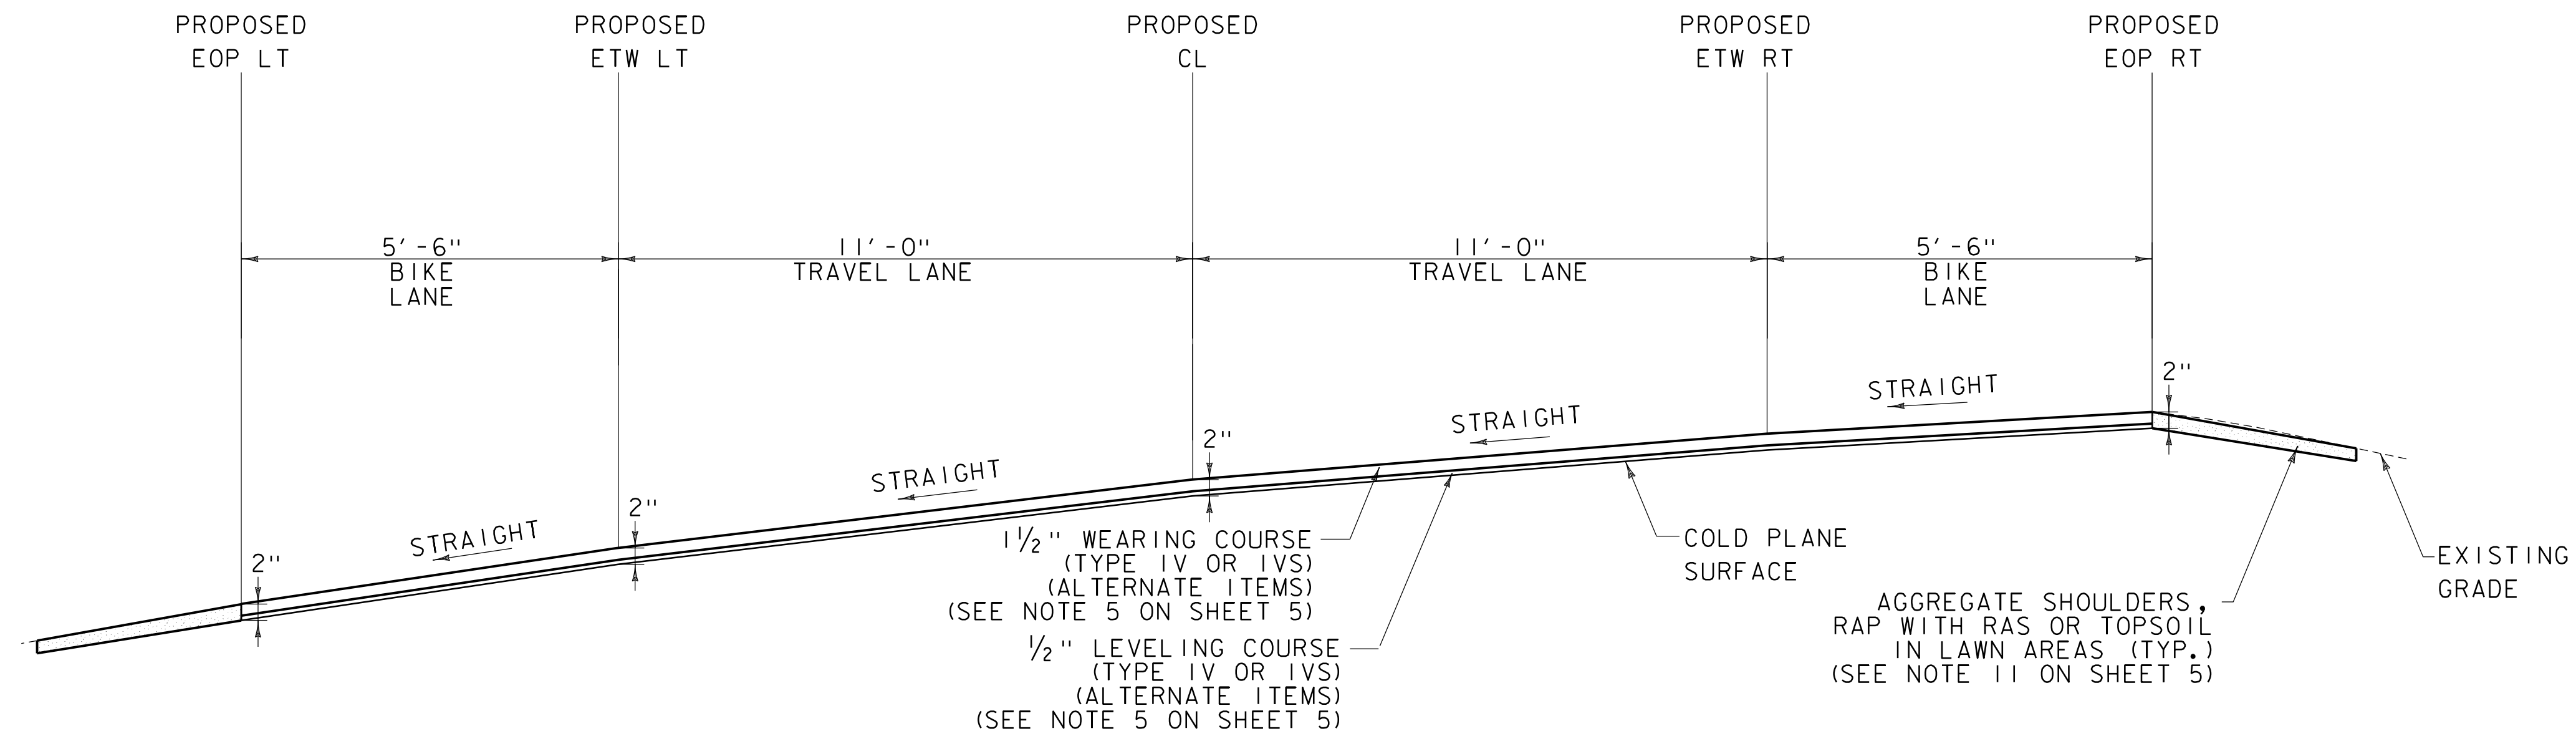 PROPOSED
EOP LT
PROPOSED
ETW LT
PROPOSED
CL
PROPOSED
ETW RT
PROPOSED
EOP RT
5'-6"
BIKE
LANE
11'-0"
TRAVEL LANE
11'-0"
TRAVEL LANE
5'-6"
BIKE
LANE
STRAIGHT
2"
STRAIGHT
2"
STRAIGHT
2"
STRAIGHT
2"
1½" WEARING COURSE
(TYPE IV OR IVS)
(ALTERNATE ITEMS)
(SEE NOTE 5 ON SHEET 5)
½" LEVELING COURSE
(TYPE IV OR IVS)
(ALTERNATE ITEMS)
(SEE NOTE 5 ON SHEET 5)
COLD PLANE
SURFACE
AGGREGATE SHOULDERS,
RAP WITH RAS OR TOPSOIL
IN LAWN AREAS (TYP.)
(SEE NOTE 11 ON SHEET 5)
EXISTING
GRADE